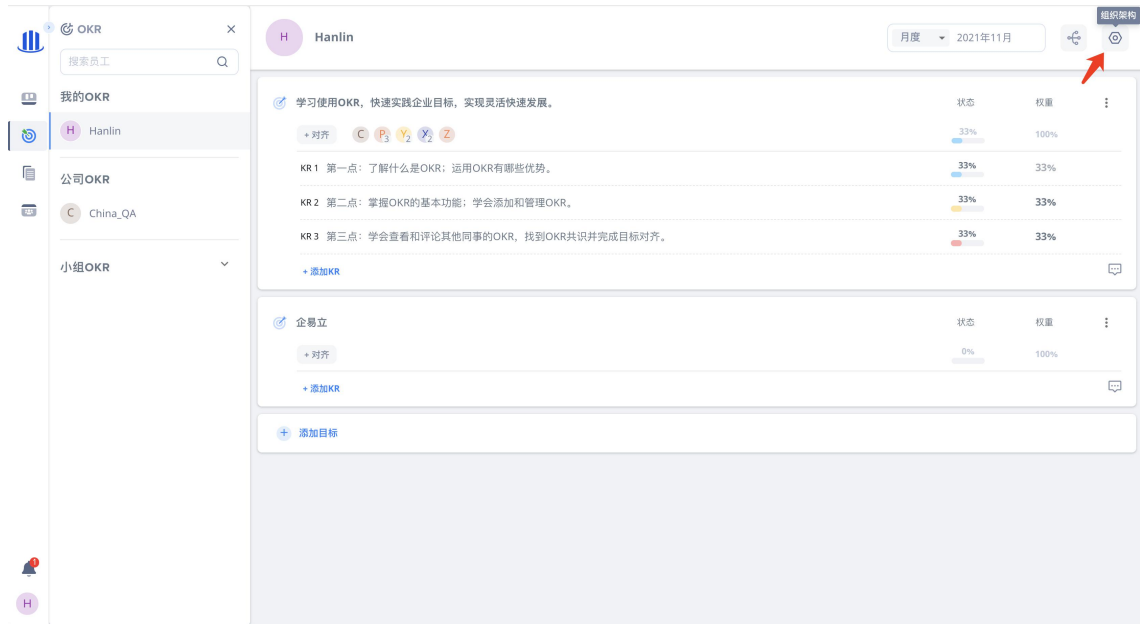 组织架构
OKR
H
Hanlin
月度
2021年11月
搜索员工
我的OKR
H
Hanlin
公司OKR
C
China_QA
小组OKR
学习使用OKR，快速实践企业目标，实现灵活快速发展。
状态
权重
+ 对齐
C
P3
Y2
X2
Z
33%
100%
KR 1 第一点：了解什么是OKR；运用OKR有哪些优势。
33%
33%
KR 2 第二点：掌握OKR的基本功能；学会添加和管理OKR。
33%
33%
KR 3 第三点：学会查看和评论其他同事的OKR，找到OKR共识并完成目标对齐。
33%
33%
+ 添加KR
企易立
状态
权重
+ 对齐
0%
100%
+ 添加KR
+ 添加目标
1
H